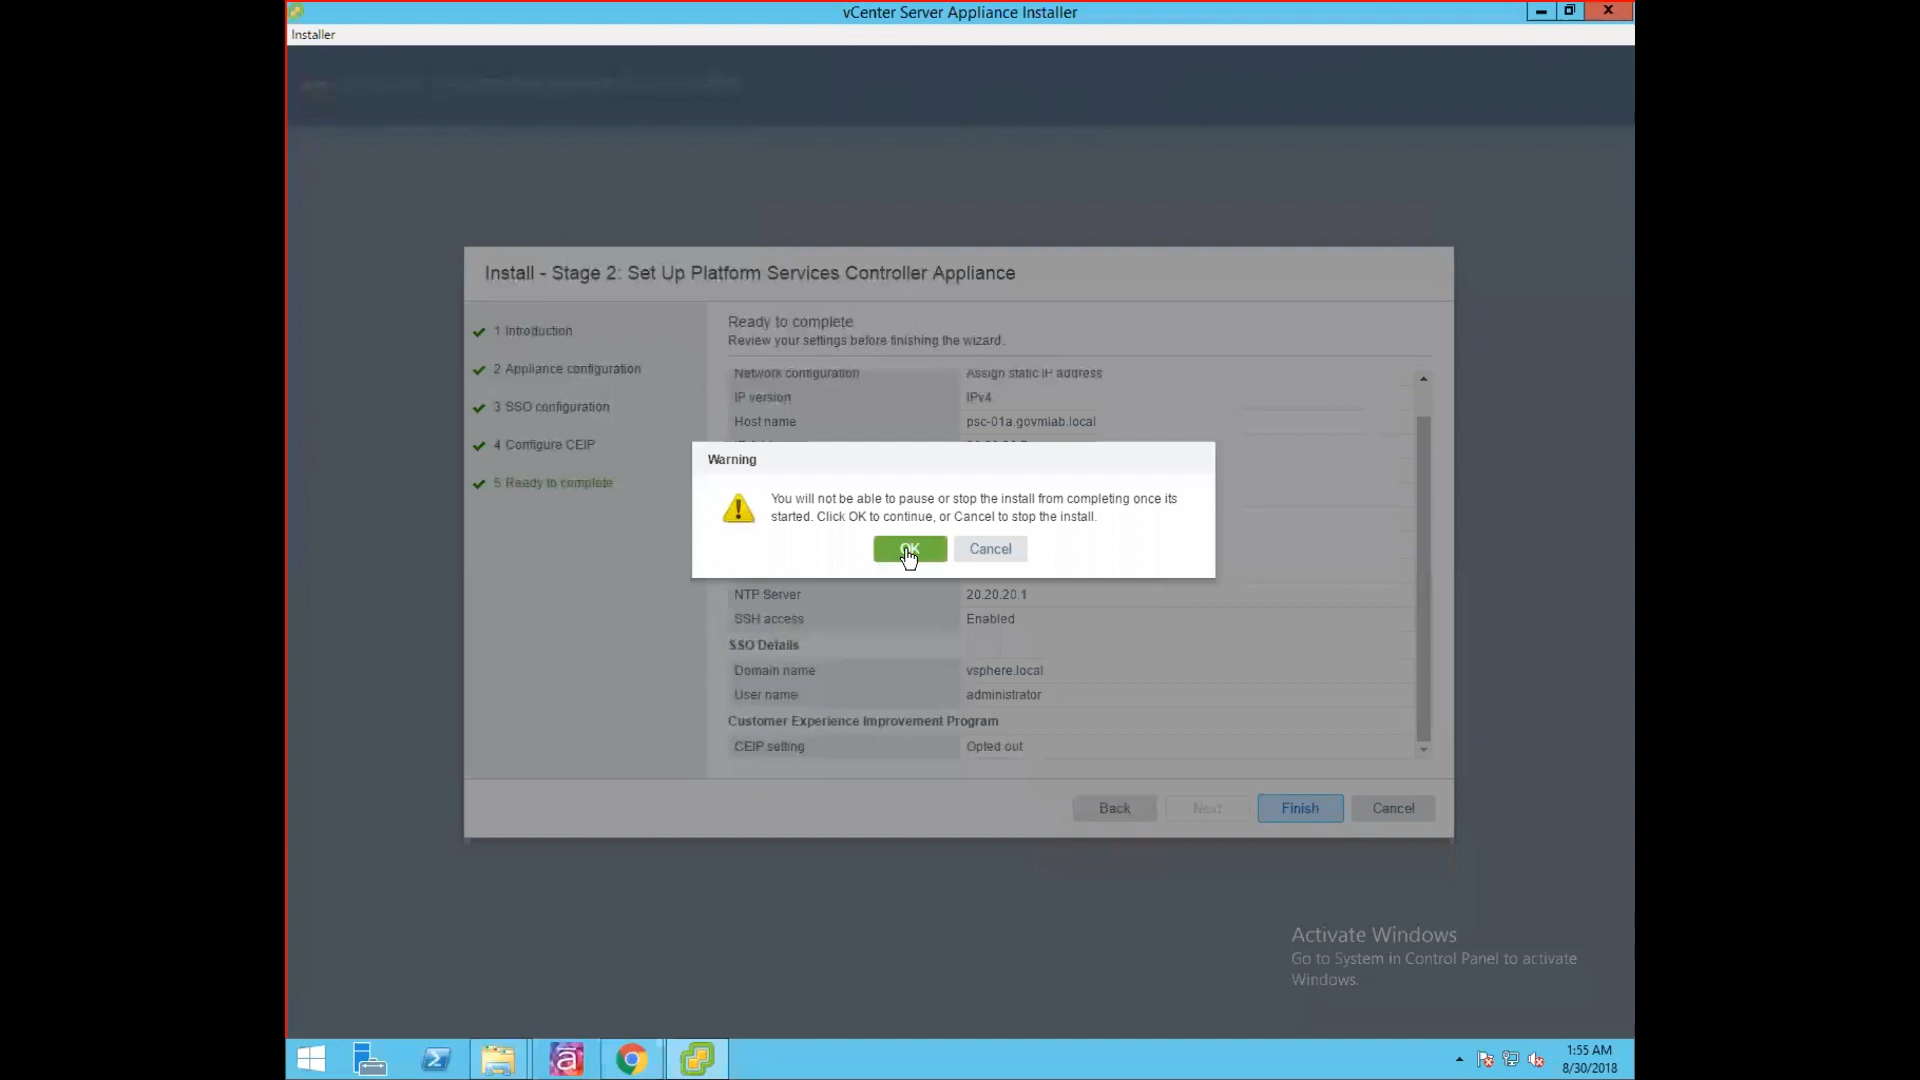 vCenter Server Appliance Installer
Installer
Install - Stage 2: Set Up Platform Services Controller Appliance
1 Introduction
2 Appliance configuration
3 SSO configuration
4 Configure CEIP
5 Ready to complete
Ready to complete
Review your settings before finishing the wizard.
Network configuration Assign static IP address
IP version IPv4
Host name psc-01a.govmlab.local
Warning
You will not be able to pause or stop the install from completing once its
started. Click OK to continue, or Cancel to stop the install.
OK Cancel
NTP Server 20.20.20.1
SSH access Enabled
SSO Details
Domain name vsphere.local
User name administrator
Customer Experience Improvement Program
CEIP setting Opted out
Back Next Finish Cancel
Activate Windows
Go to System in Control Panel to activate
Windows.
1:55 AM
8/30/2018